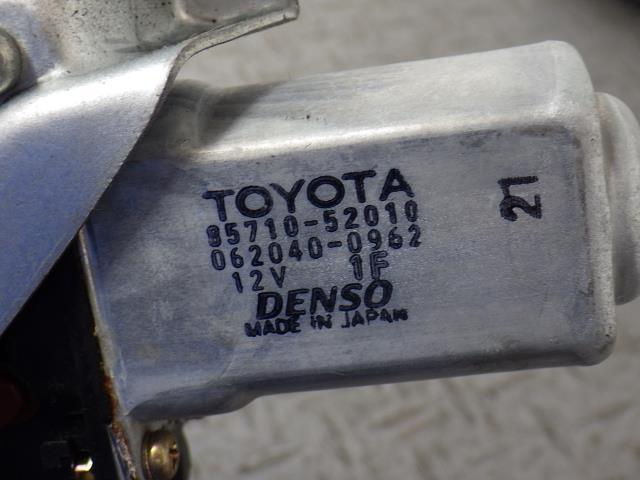 TOYOTA
85710-52010
062040-0962
12V 1F
DENSO
MADE IN JAPAN
21